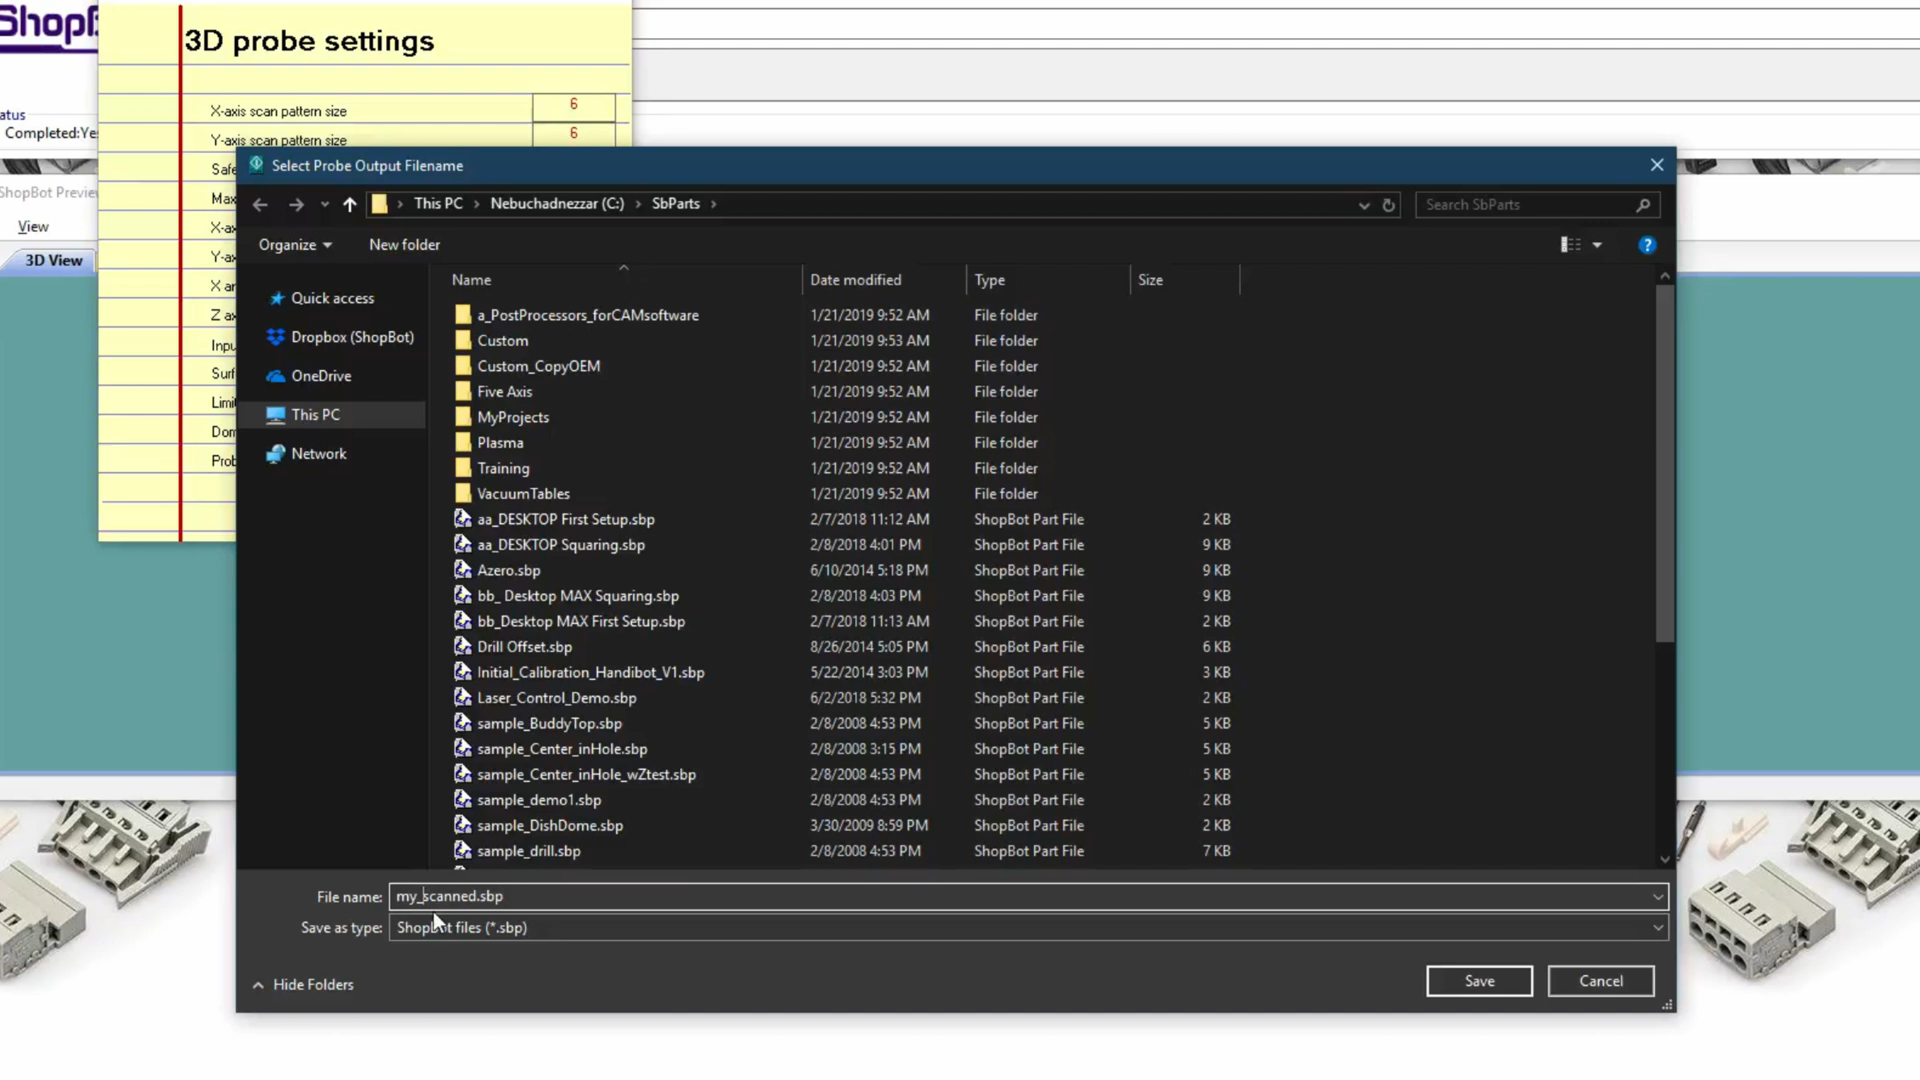 3D probe settings
X-axis scan pattern size
6
Y-axis scan pattern size
6
atus
Completed:Yes
ShopBot Preview
View
3D View
Select Probe Output Filename
This PC
Nebuchadnezzar (C:)
SbParts
Search SbParts
Organize
New folder
?
Quick access
Dropbox (ShopBot)
OneDrive
This PC
Network
Name Date modified Type Size
a_PostProcessors_forCAMsoftware 1/21/2019 9:52 AM File folder
Custom 1/21/2019 9:53 AM File folder
Custom_CopyOEM 1/21/2019 9:52 AM File folder
Five Axis 1/21/2019 9:52 AM File folder
MyProjects 1/21/2019 9:52 AM File folder
Plasma 1/21/2019 9:52 AM File folder
Training 1/21/2019 9:52 AM File folder
VacuumTables 1/21/2019 9:52 AM File folder
aa_DESKTOP First Setup.sbp 2/7/2018 11:12 AM ShopBot Part File 2 KB
aa_DESKTOP Squaring.sbp 2/8/2018 4:01 PM ShopBot Part File 9 KB
Azero.sbp 6/10/2014 5:18 PM ShopBot Part File 9 KB
bb_ Desktop MAX Squaring.sbp 2/8/2018 4:03 PM ShopBot Part File 9 KB
bb_Desktop MAX First Setup.sbp 2/7/2018 11:13 AM ShopBot Part File 2 KB
Drill Offset.sbp 8/26/2014 5:05 PM ShopBot Part File 6 KB
Initial_Calibration_Handibot_V1.sbp 5/22/2014 3:03 PM ShopBot Part File 3 KB
Laser_Control_Demo.sbp 6/2/2018 5:32 PM ShopBot Part File 2 KB
sample_BuddyTop.sbp 2/8/2008 4:53 PM ShopBot Part File 5 KB
sample_Center_inHole.sbp 2/8/2008 3:15 PM ShopBot Part File 5 KB
sample_Center_inHole_wZtest.sbp 2/8/2008 4:53 PM ShopBot Part File 5 KB
sample_demo1.sbp 2/8/2008 4:53 PM ShopBot Part File 2 KB
sample_DishDome.sbp 3/30/2009 8:59 PM ShopBot Part File 2 KB
sample_drill.sbp 2/8/2008 4:53 PM ShopBot Part File 7 KB
File name: my_scanned.sbp
Save as type: ShopBot files (*.sbp)
Hide Folders
Save
Cancel